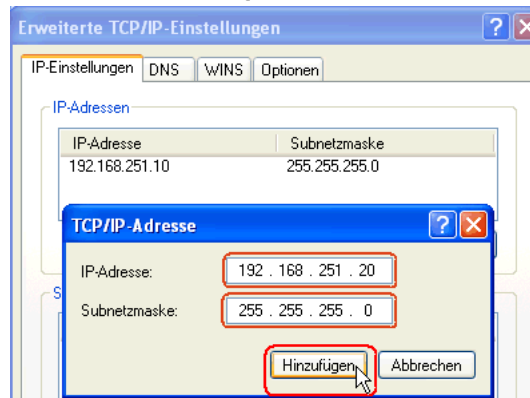 Erweiterte TCP/IP-Einstellungen
IP-Einstellungen DNS WINS Optionen
IP-Adressen
IP-Adresse Subnetzmaske
192.168.251.10 255.255.255.0
TCP/IP-Adresse
IP-Adresse: 192 . 168 . 251 . 20
Subnetzmaske: 255 . 255 . 255 . 0
S
Hinzufügen Abbrechen